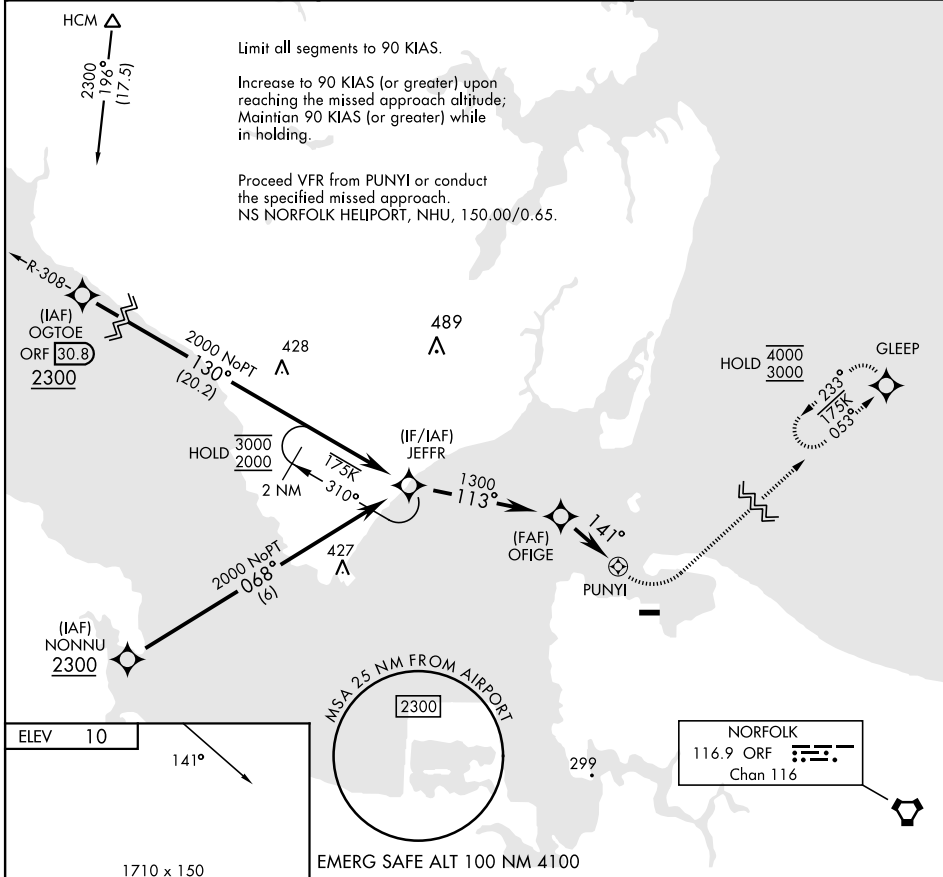 HCM
2300
196°
(17.5)
Limit all segments to 90 KIAS.
Increase to 90 KIAS (or greater) upon
reaching the missed approach altitude;
Maintian 90 KIAS (or greater) while
in holding.
Proceed VFR from PUNYI or conduct
the specified missed approach.
NS NORFOLK HELIPORT, NHU, 150.00/0.65.
R-308
(IAF)
OGTOE
ORF 30.8
2300
2000 NoPT
130°
(20.2)
428
489
HOLD 4000
3000
GLEEP
233°
175K
053°
HOLD 3000
2000
2 NM
175K
310°
(IF/IAF)
JEFFR
1300
113°
(FAF)
OFIGE
141°
PUNYI
427
2000 NoPT
068°
(6)
(IAF)
NONNU
2300
MSA 25 NM FROM AIRPORT
2300
299
NORFOLK
116.9 ORF
Chan 116
ELEV 10
141°
1710 x 150
EMERG SAFE ALT 100 NM 4100